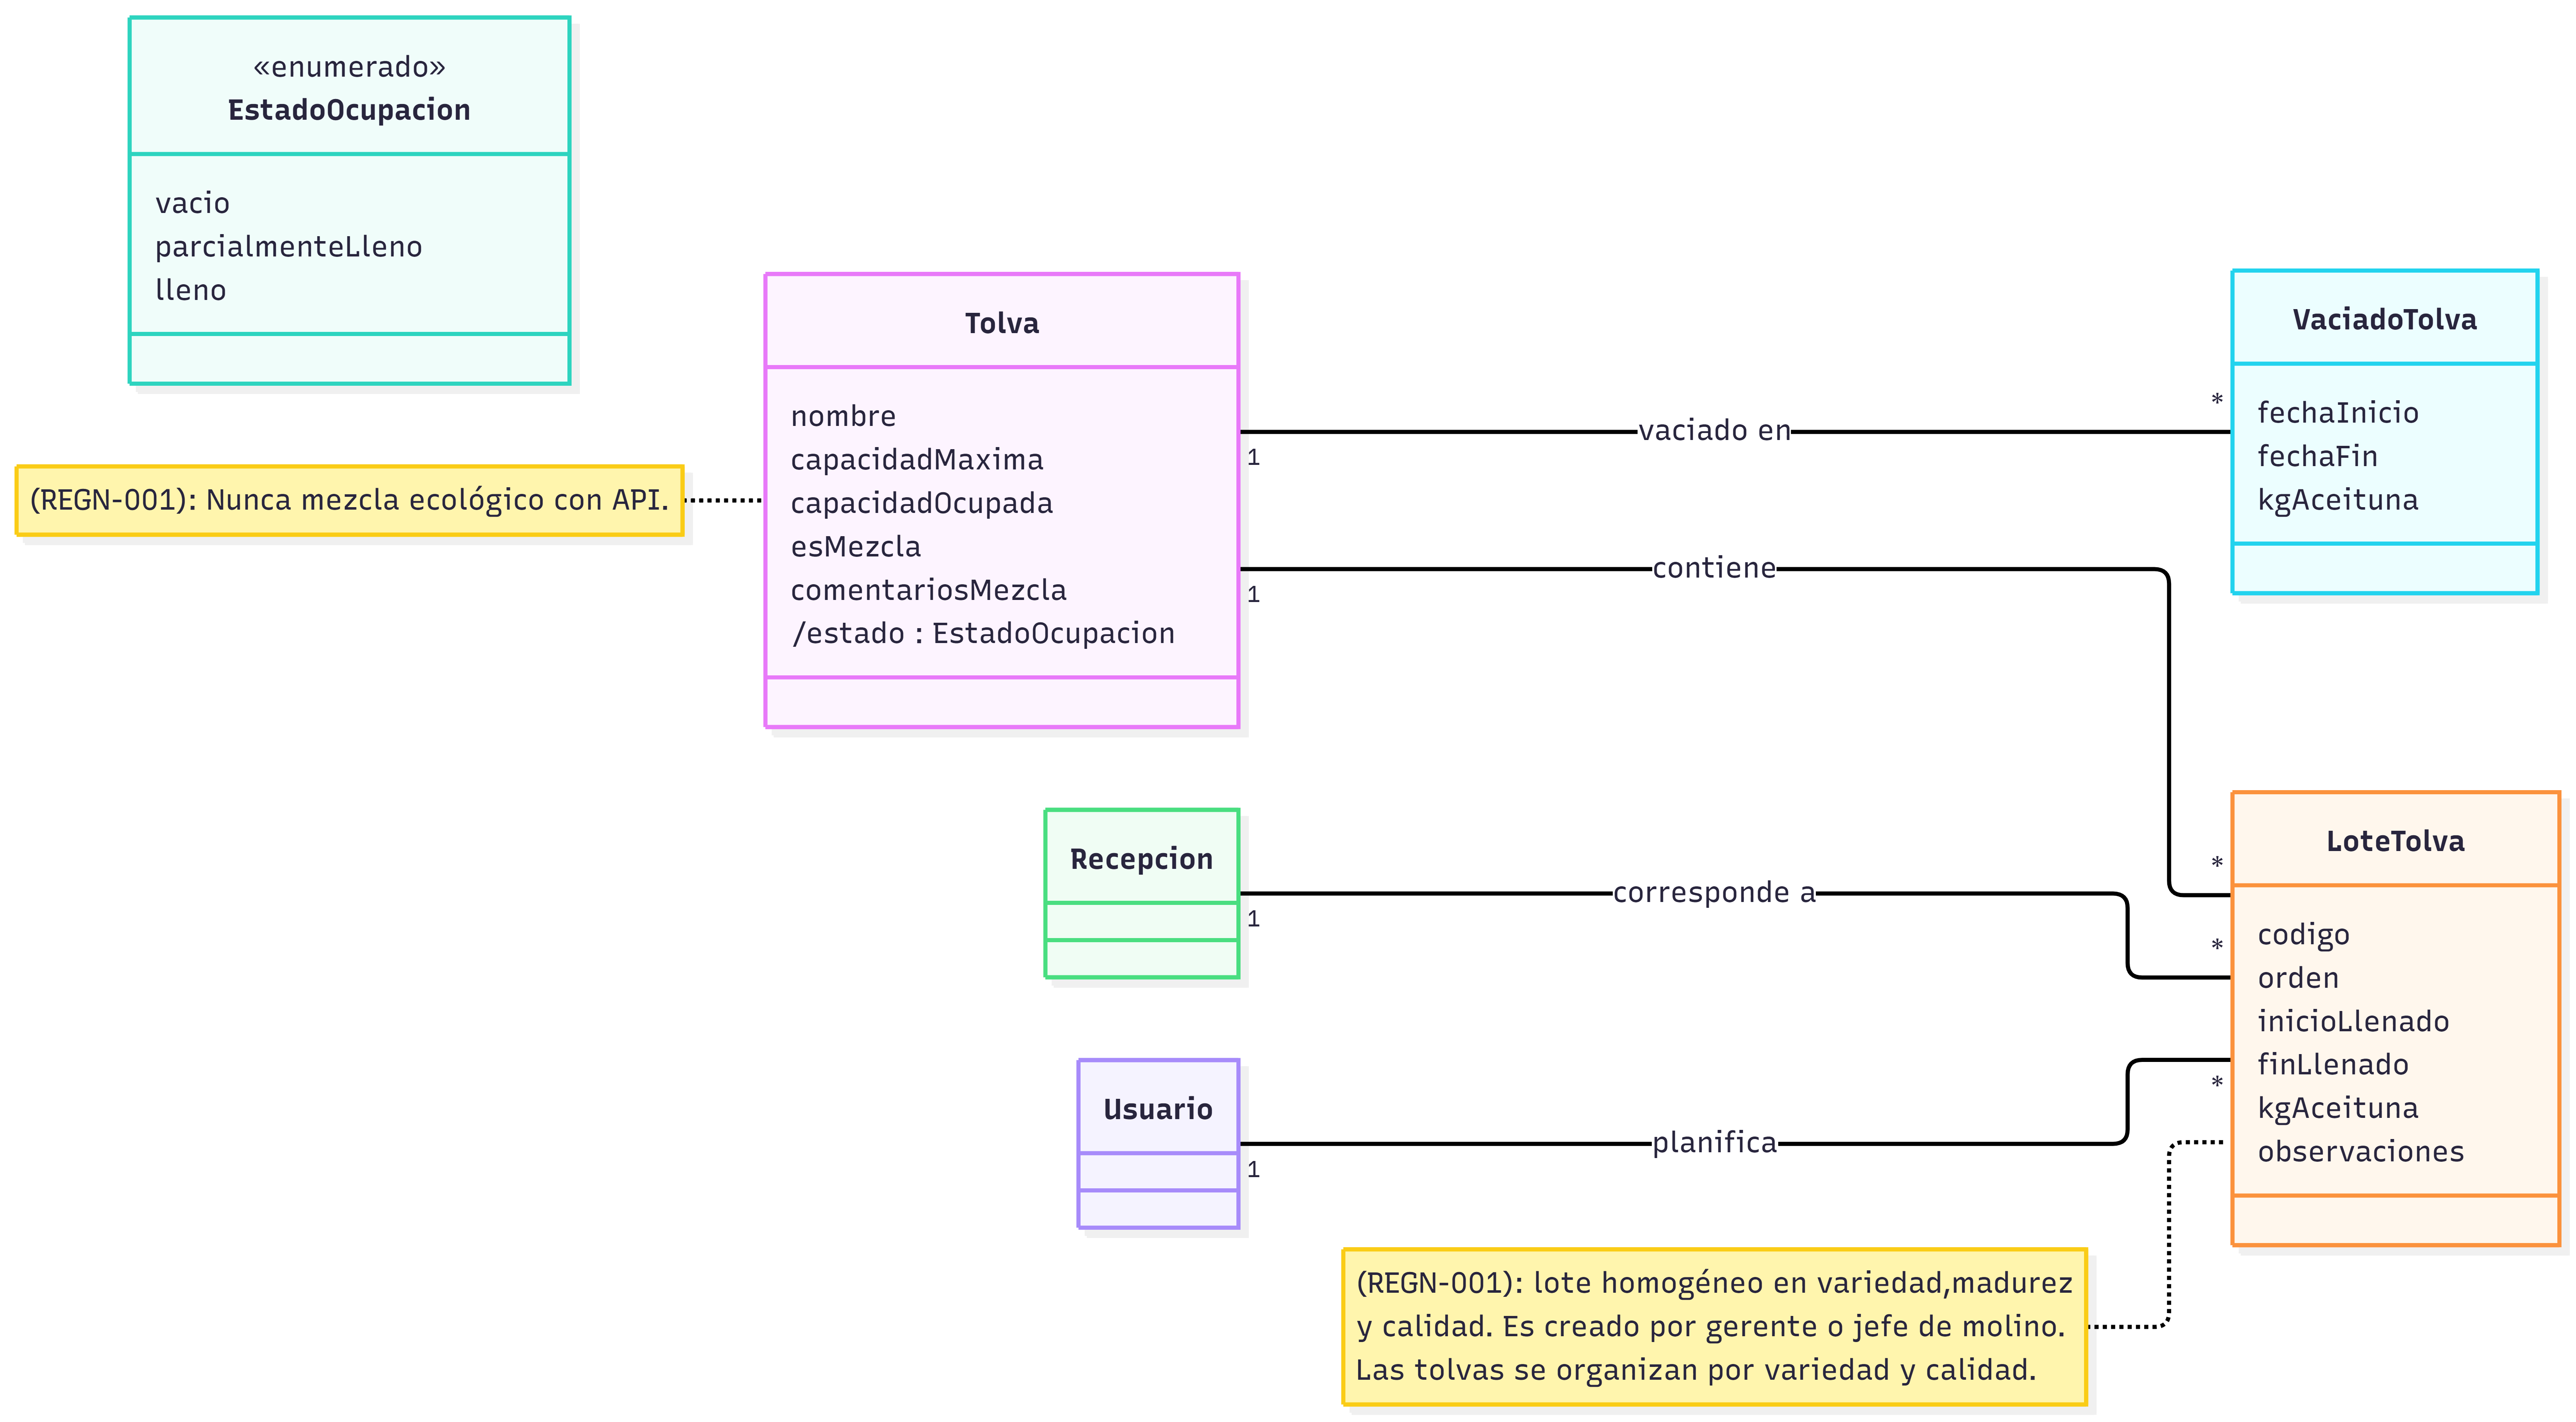 «enumerado»
EstadoOcupacion
vacio
parcialmenteLleno
lleno
(REGN-001): Nunca mezcla ecológico con API.
Tolva
nombre
capacidadMaxima
capacidadOcupada
esMezcla
comentariosMezcla
/estado : EstadoOcupacion
vaciado en
1
*
VaciadoTolva
fechaInicio
fechaFin
kgAceituna
contiene
1
*
Recepcion
corresponde a
1
*
Usuario
planifica
1
*
LoteTolva
codigo
orden
inicioLlenado
finLlenado
kgAceituna
observaciones
(REGN-001): lote homogéneo en variedad,madurez
y calidad. Es creado por gerente o jefe de molino.
Las tolvas se organizan por variedad y calidad.